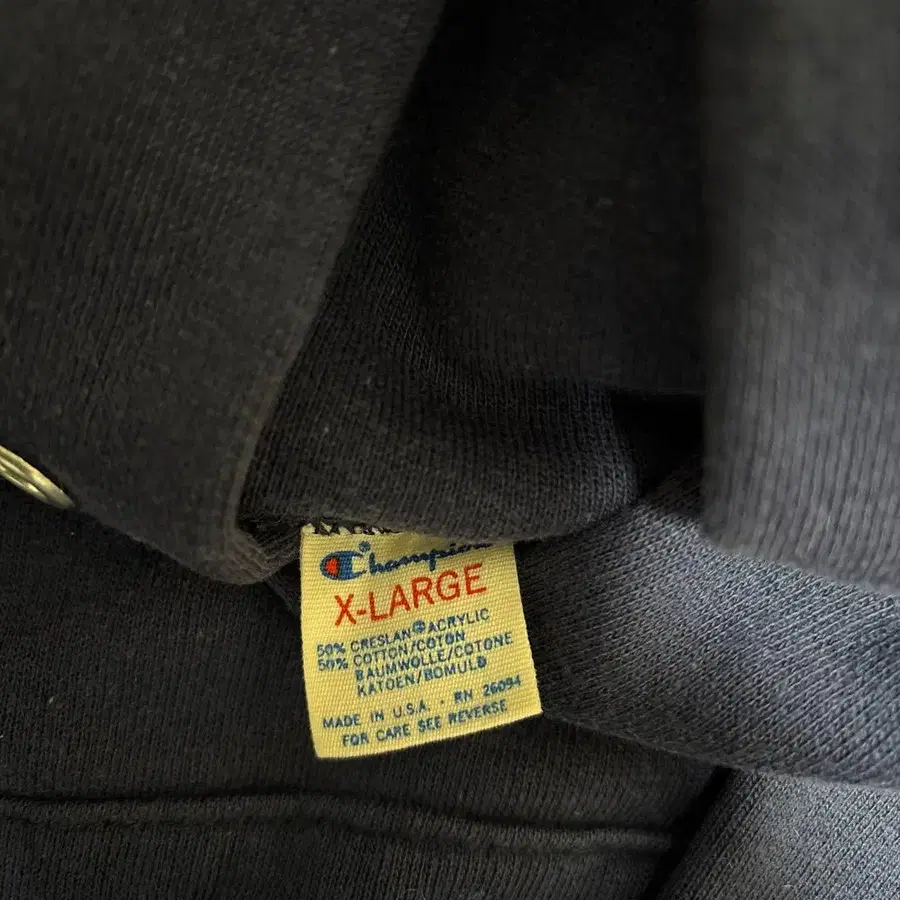 Champion
X-LARGE
50% CRESLAN® ACRYLIC
50% COTTON/COTON
BAUMWOLLE/COTONE
KATOEN/BOMULD
MADE IN U.S.A. · RN 26094
FOR CARE SEE REVERSE